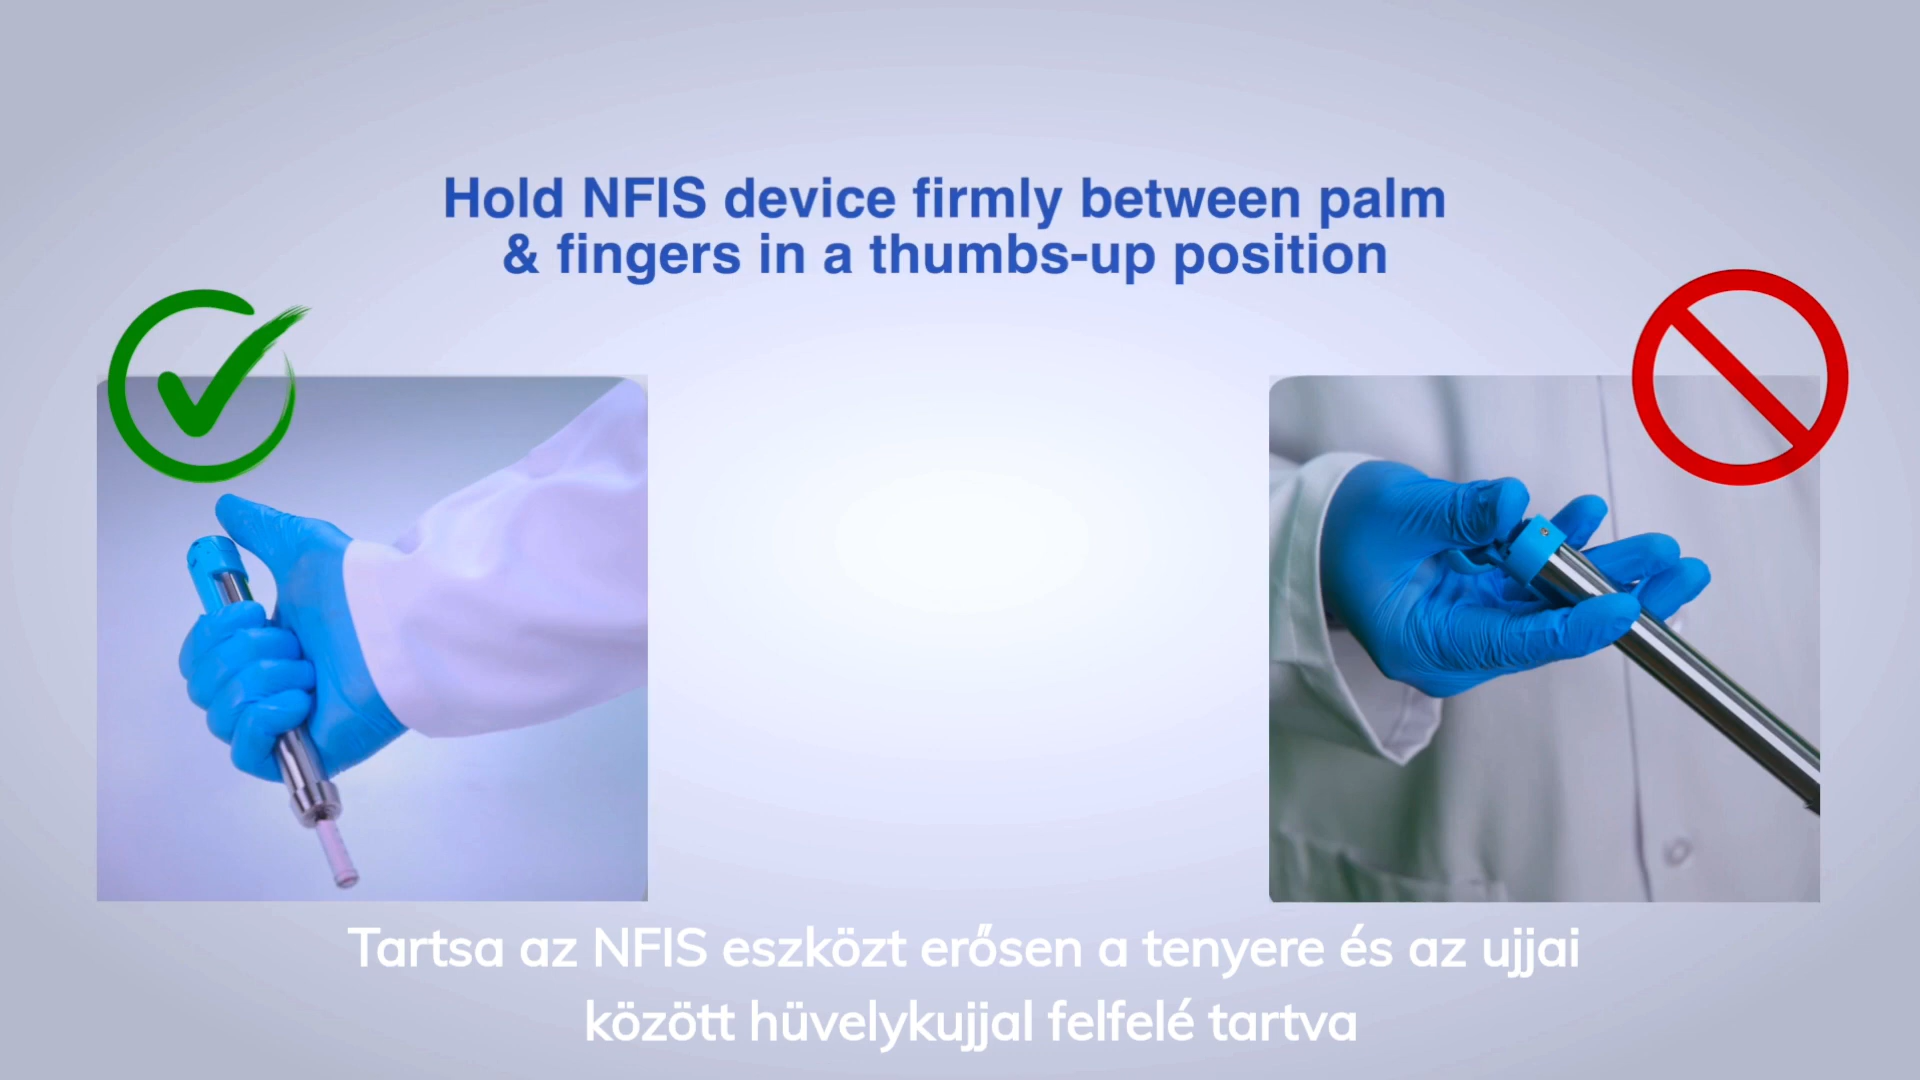 Hold NFIS device firmly between palm
& fingers in a thumbs-up position
Tartsa az NFIS eszközt erősen a tenyere és az ujjai
között hüvelykujjal felfelé tartva